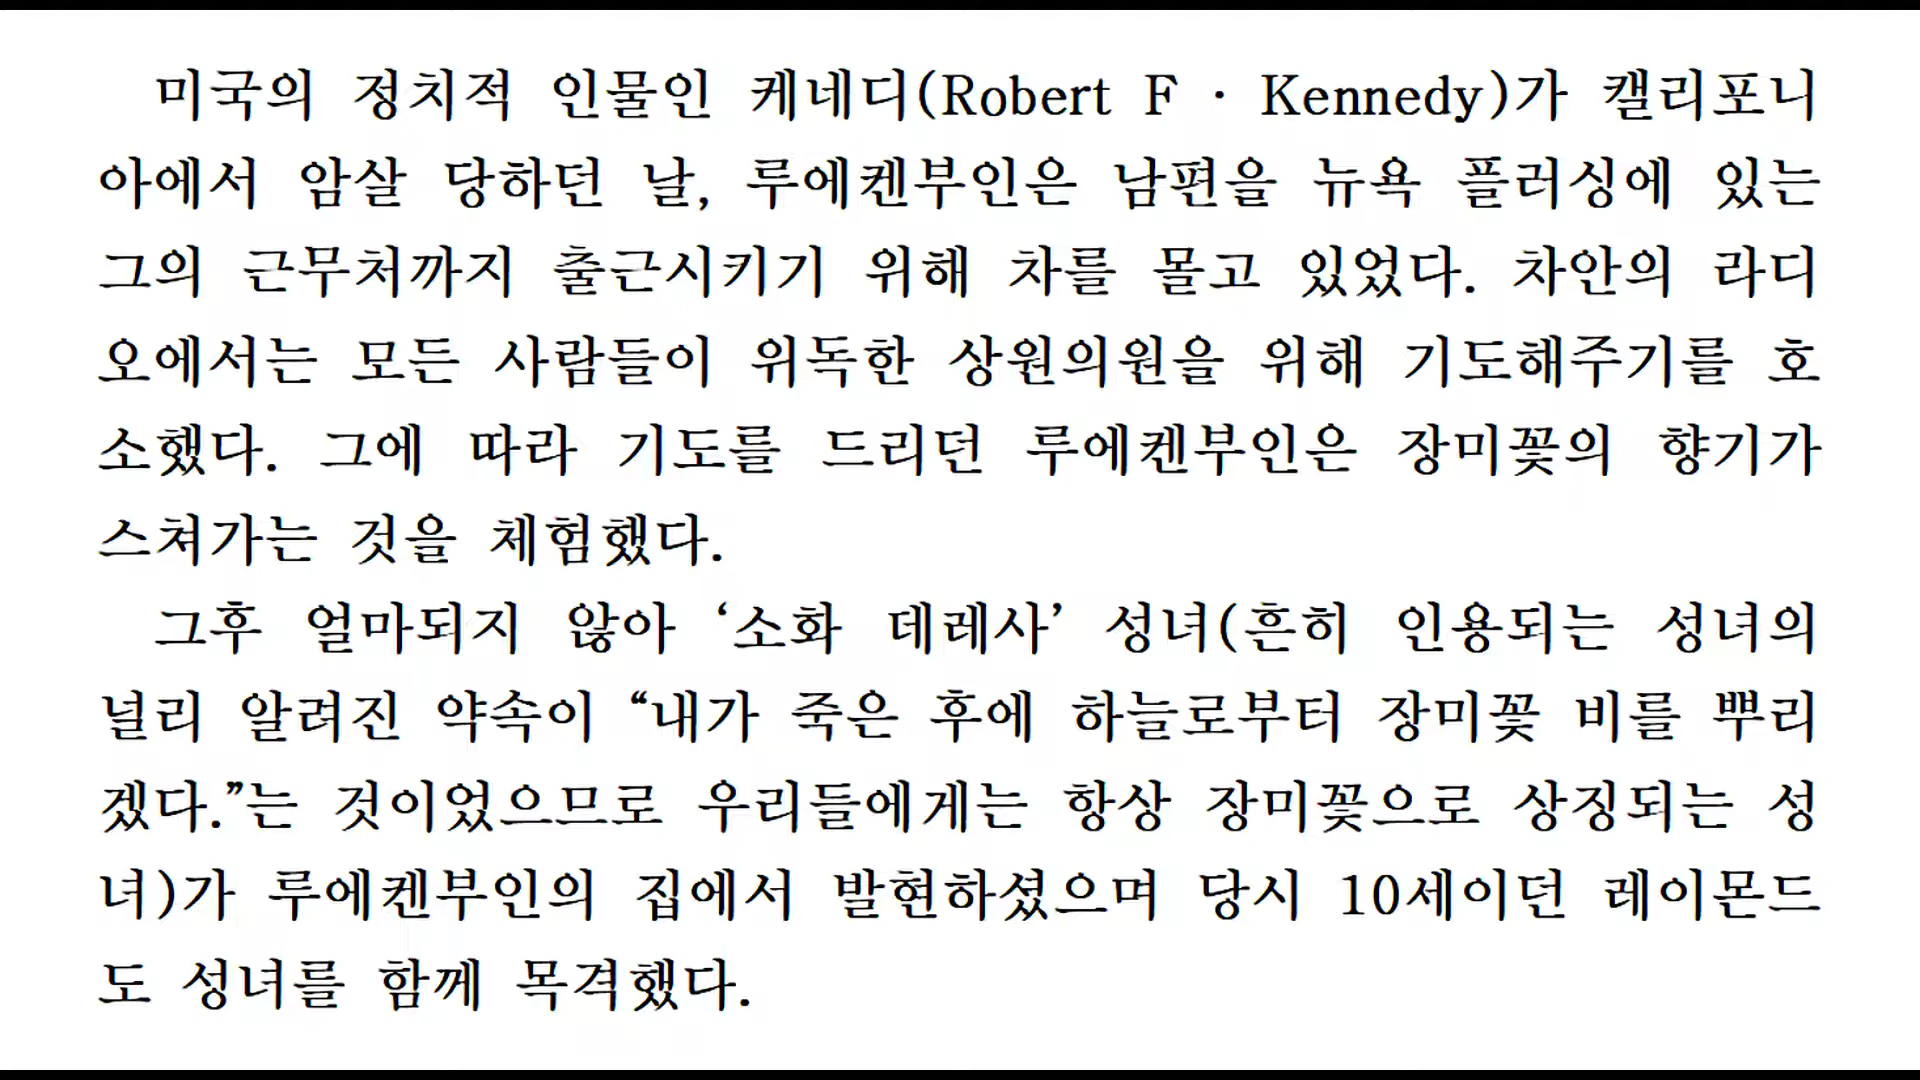 미국의 정치적 인물인 케네디(Robert F · Kennedy)가 캘리포니
아에서 암살 당하던 날, 루에켄부인은 남편을 뉴욕 플러싱에 있는
그의 근무처까지 출근시키기 위해 차를 몰고 있었다. 차안의 라디
오에서는 모든 사람들이 위독한 상원의원을 위해 기도해주기를 호
소했다. 그에 따라 기도를 드리던 루에켄부인은 장미꽃의 향기가
스쳐가는 것을 체험했다.
그후 얼마되지 않아 ‘소화 데레사’ 성녀(흔히 인용되는 성녀의
널리 알려진 약속이 “내가 죽은 후에 하늘로부터 장미꽃 비를 뿌리
겠다.”는 것이었으므로 우리들에게는 항상 장미꽃으로 상징되는 성
녀)가 루에켄부인의 집에서 발현하셨으며 당시 10세이던 레이몬드
도 성녀를 함께 목격했다.